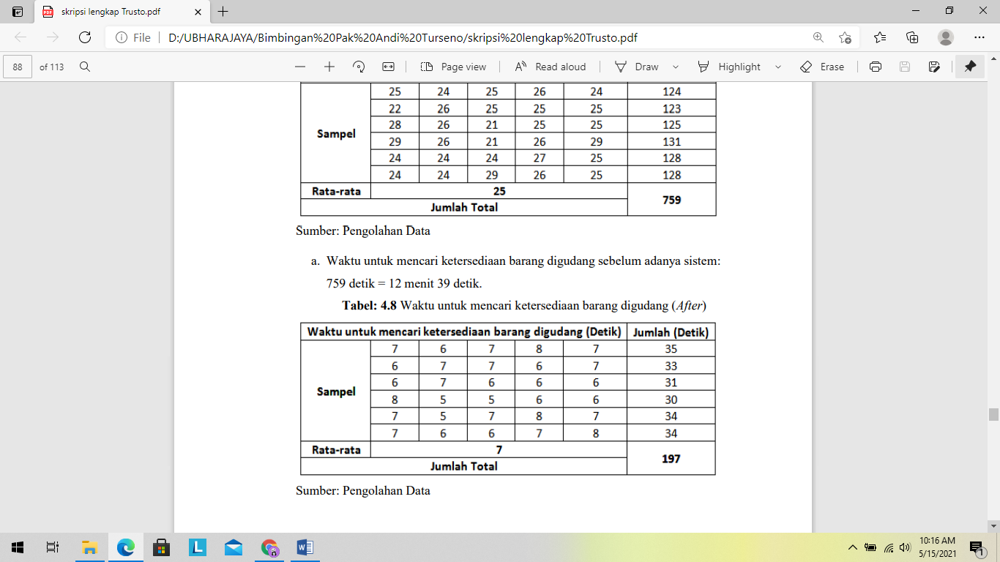 skripsi lengkap Trusto.pdf
File D:/UBHARAJAYA/Bimbingan%20Pak%20Andi%20Turseno/skripsi%20lengkap%20Trusto.pdf
88 of 113 Page view Read aloud Draw Highlight Erase
25 24 25 26 24 124
22 26 25 25 25 123
28 26 21 25 25 125
Sampel
29 26 21 26 29 131
24 24 24 27 25 128
24 24 29 26 25 128
Rata-rata 25
759
Jumlah Total
Sumber: Pengolahan Data
a. Waktu untuk mencari ketersediaan barang digudang sebelum adanya sistem:
759 detik = 12 menit 39 detik.
Tabel: 4.8 Waktu untuk mencari ketersediaan barang digudang (After)
Waktu untuk mencari ketersediaan barang digudang (Detik) Jumlah (Detik)
7 6 7 8 7 35
6 7 7 6 7 33
6 7 6 6 6 31
Sampel
8 5 5 6 6 30
7 5 7 8 7 34
7 6 6 7 8 34
Rata-rata 7
197
Jumlah Total
Sumber: Pengolahan Data
10:16 AM
5/15/2021
1